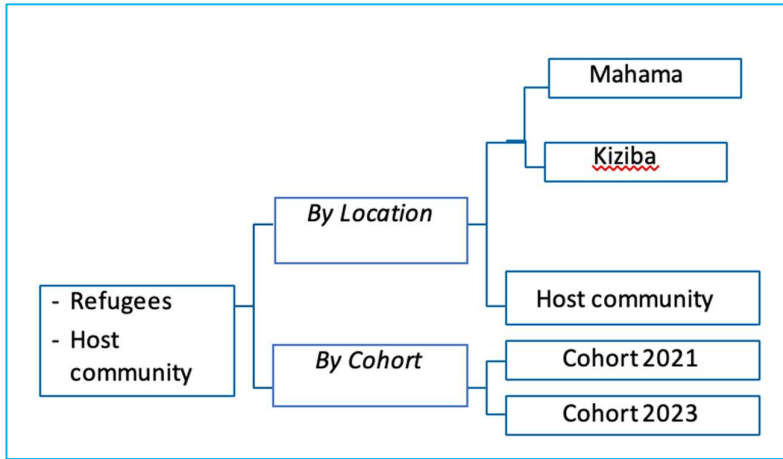 Mahama
Kiziba
By Location
- Refugees
- Host
community
Host community
By Cohort
Cohort 2021
Cohort 2023